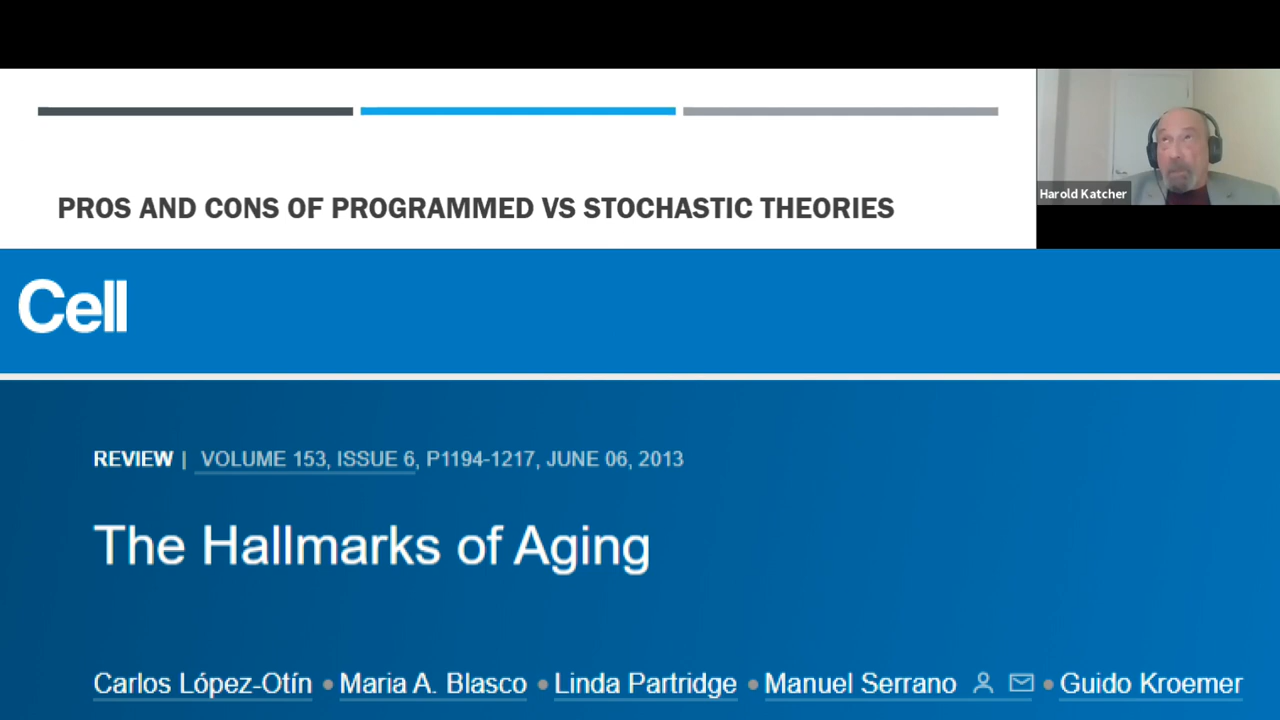 Harold Katcher
PROS AND CONS OF PROGRAMMED VS STOCHASTIC THEORIES
Cell
REVIEW | VOLUME 153, ISSUE 6, P1194-1217, JUNE 06, 2013
The Hallmarks of Aging
Carlos López-Otín • Maria A. Blasco • Linda Partridge • Manuel Serrano • Guido Kroemer